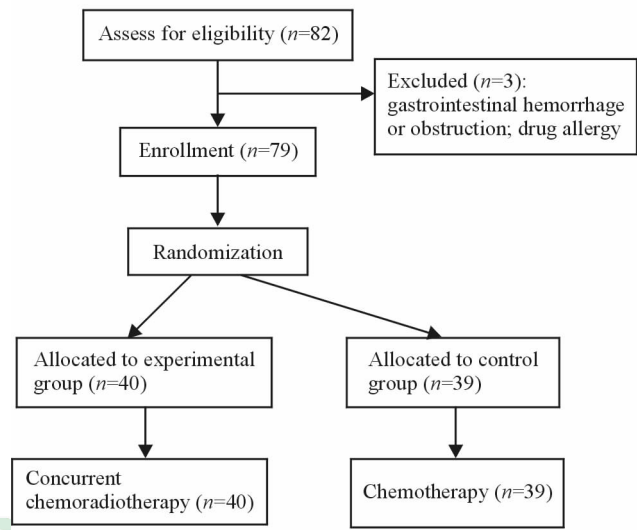 Assess for eligibility (n=82)
Excluded (n=3):
gastrointestinal hemorrhage
or obstruction; drug allergy
Enrollment (n=79)
Randomization
Allocated to experimental
group (n=40)
Allocated to control
group (n=39)
Concurrent
chemoradiotherapy (n=40)
Chemotherapy (n=39)